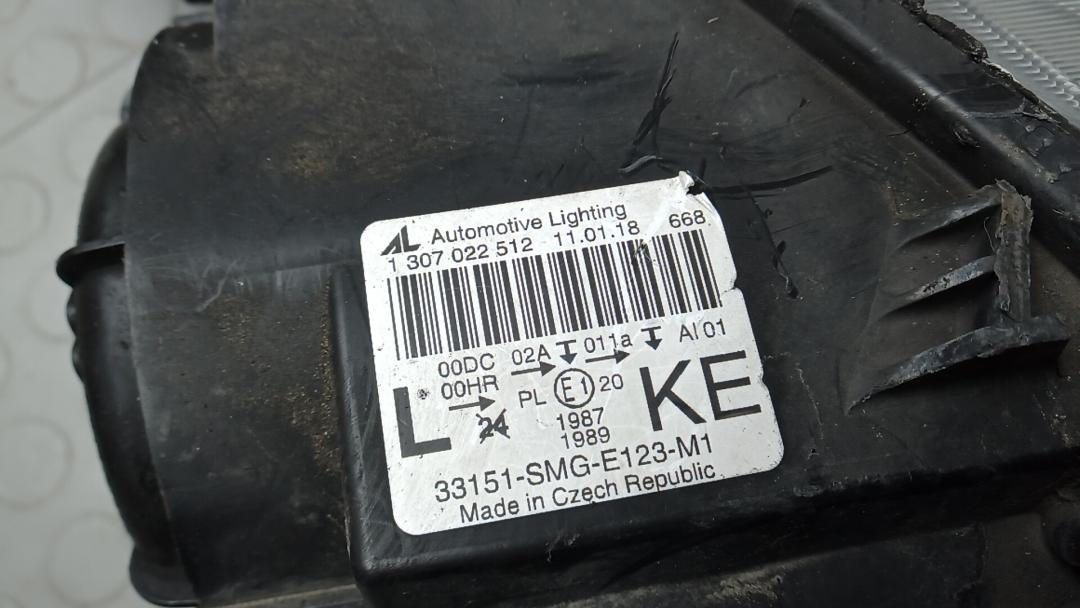 AL Automotive Lighting
1 307 022 512 11.01.18 668
00DC 02A 011a AI 01
00HR PL E1 20
L KE
24 1987
1989
33151-SMG-E123-M1
Made in Czech Republic